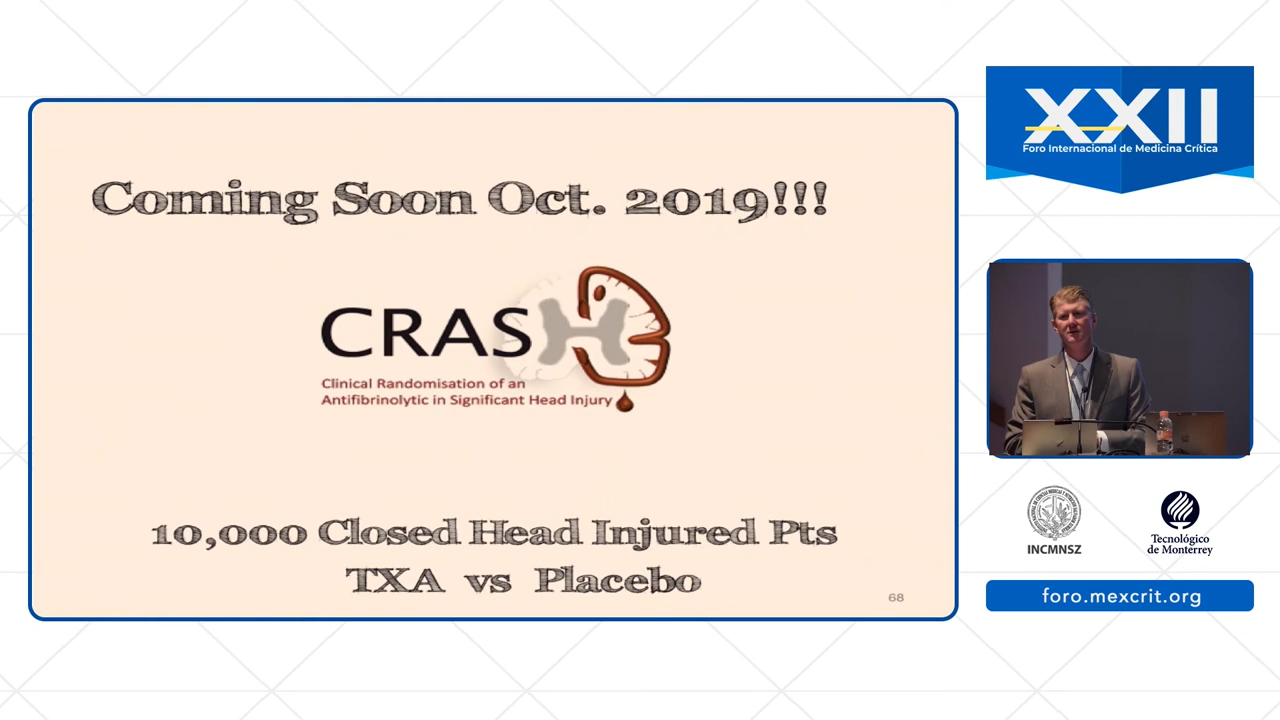 Coming Soon Oct. 2019!!!
CRASH
Clinical Randomisation of an
Antifibrinolytic in Significant Head Injury
10,000 Closed Head Injured Pts
TXA vs Placebo
68
XXII
Foro Internacional de Medicina Crítica
INCMNSZ
Tecnológico
de Monterrey
foro.mexcrit.org